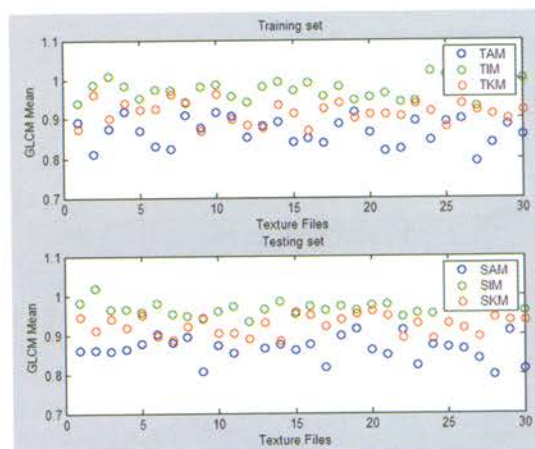 Training set
1.1
1
0.9
0.8
0.7
GLCM Mean
0 5 10 15 20 25 30
Texture Files
TAM
TIM
TKM
Testing set
1.1
1
0.9
0.8
0.7
GLCM Mean
0 5 10 15 20 25 30
Texture Files
SAM
SIM
SKM